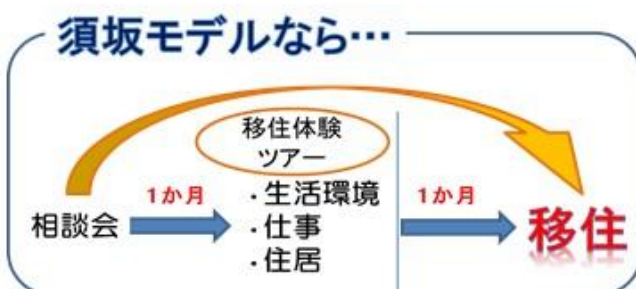 須坂モデルなら…
移住体験
ツアー
1か月
・生活環境
1か月
相談会
・仕事
移住
・住居